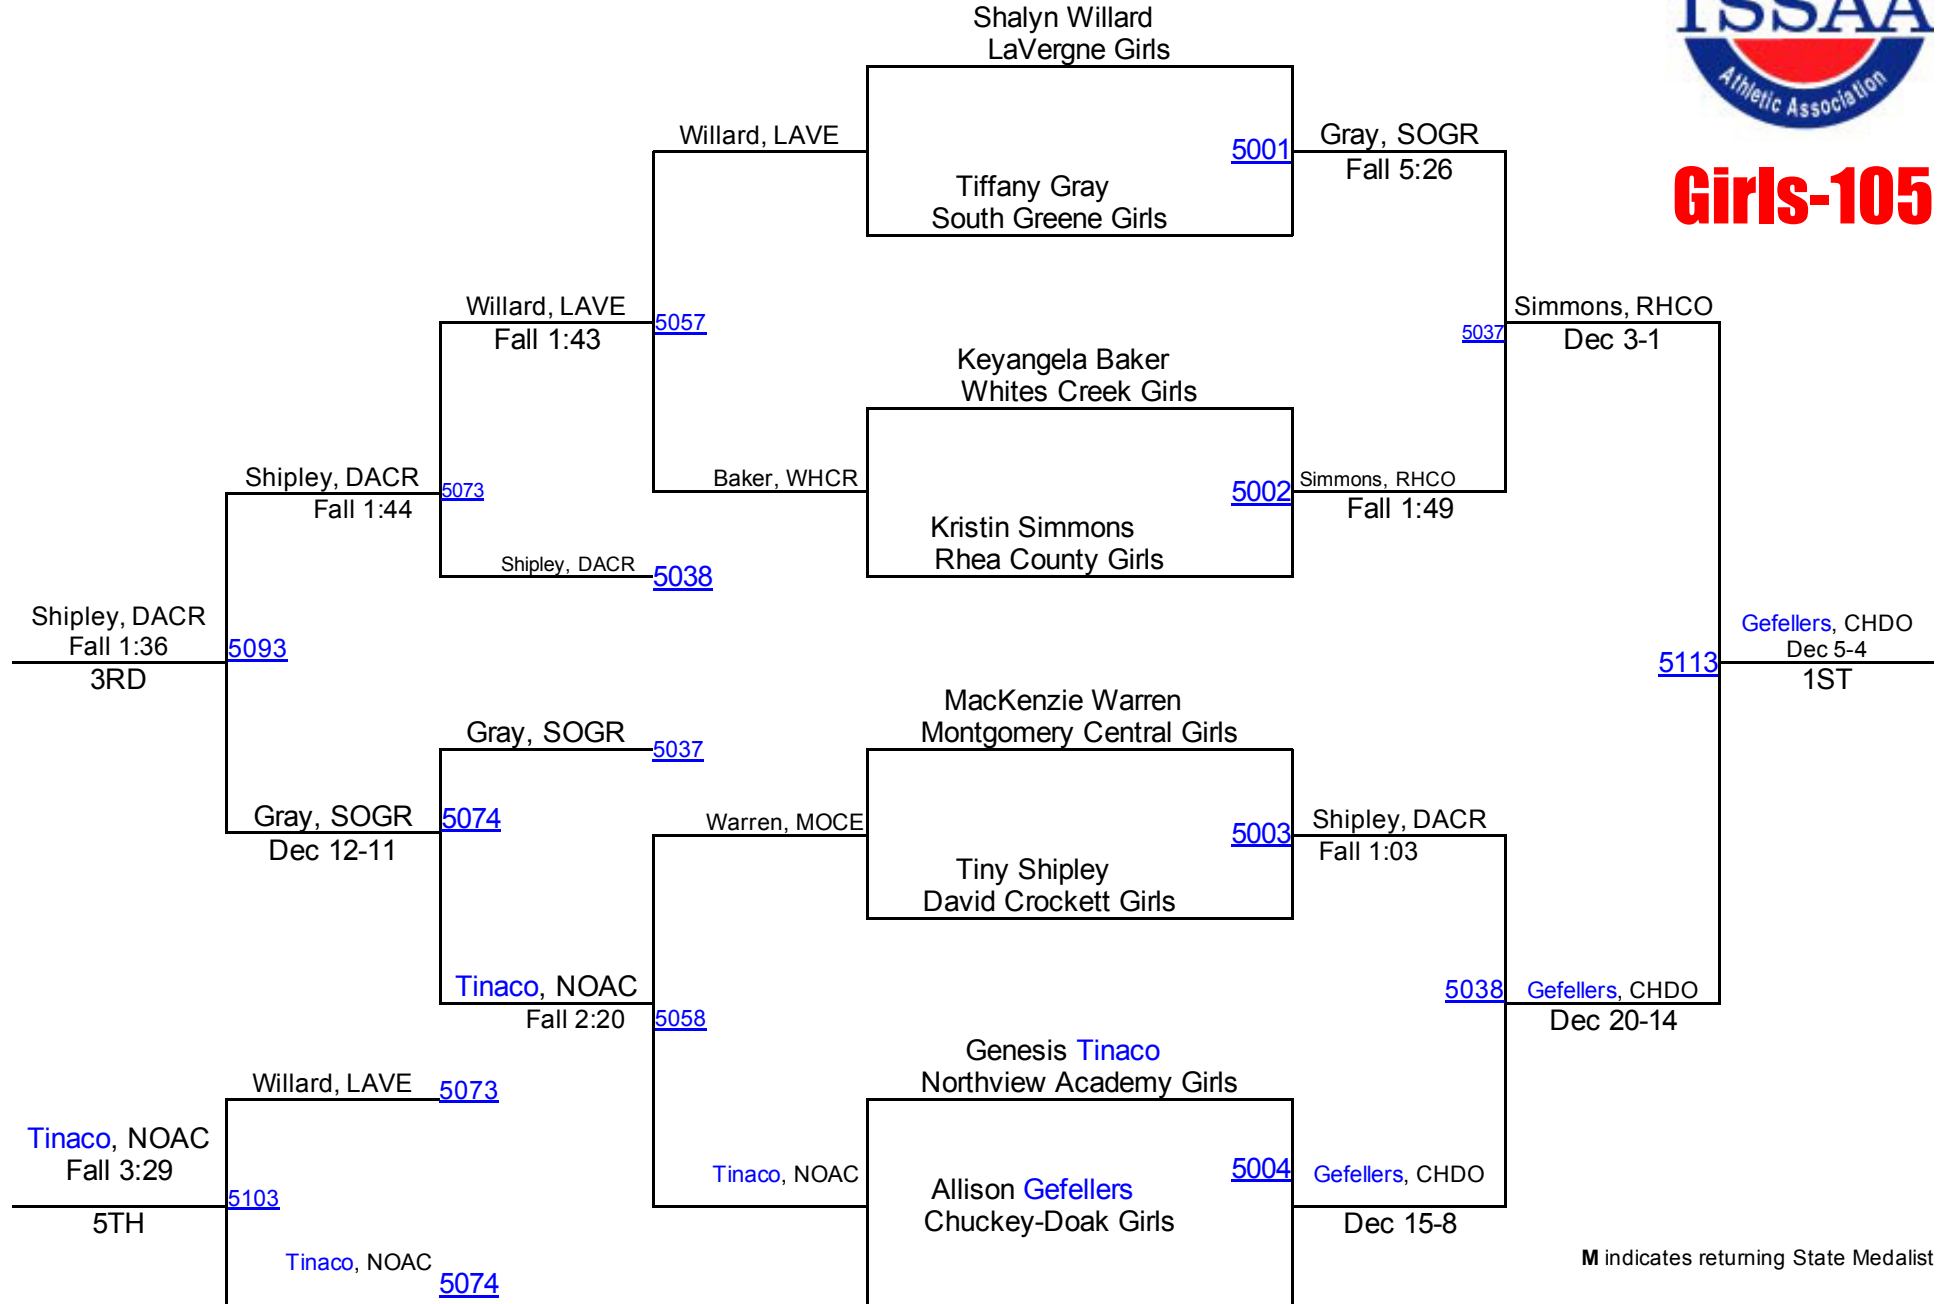 Shalyn Willard
LaVergne Girls
TSSAA
Athletic Association
Girls-105
Willard, LAVE
5001
Gray, SOGR
Fall 5:26
Tiffany Gray
South Greene Girls
Willard, LAVE
Fall 1:43
5057
5037
Simmons, RHCO
Dec 3-1
Keyangela Baker
Whites Creek Girls
Shipley, DACR
Fall 1:44
5073
Baker, WHCR
5002
Simmons, RHCO
Fall 1:49
Kristin Simmons
Rhea County Girls
Shipley, DACR
5038
Shipley, DACR
Fall 1:36
3RD
5093
5113
Gefellers, CHDO
Dec 5-4
1ST
MacKenzie Warren
Montgomery Central Girls
Gray, SOGR
5037
Gray, SOGR
Dec 12-11
5074
Warren, MOCE
5003
Shipley, DACR
Fall 1:03
Tiny Shipley
David Crockett Girls
Tinaco, NOAC
Fall 2:20
5058
5038
Gefellers, CHDO
Dec 20-14
Genesis Tinaco
Northview Academy Girls
Willard, LAVE
5073
Tinaco, NOAC
Fall 3:29
5TH
5103
Tinaco, NOAC
5004
Gefellers, CHDO
Dec 15-8
Allison Gefellers
Chuckey-Doak Girls
Tinaco, NOAC
5074
M indicates returning State Medalist